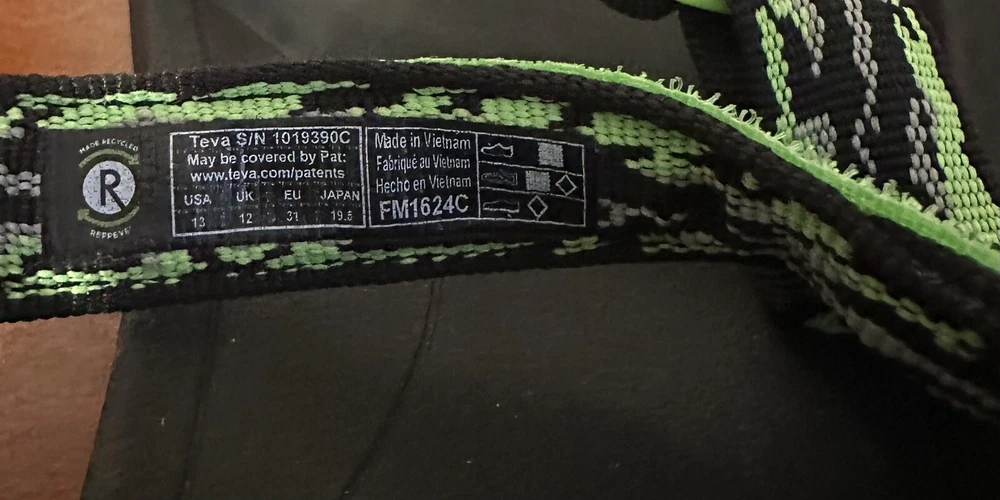 MADE RECYCLED
R
REPREVE
Teva S/N 1019390C
May be covered by Pat:
www.teva.com/patents
USA UK EU JAPAN
13 12 31 19.5
Made in Vietnam
Fabriqué au Vietnam
Hecho en Vietnam
FM1624C